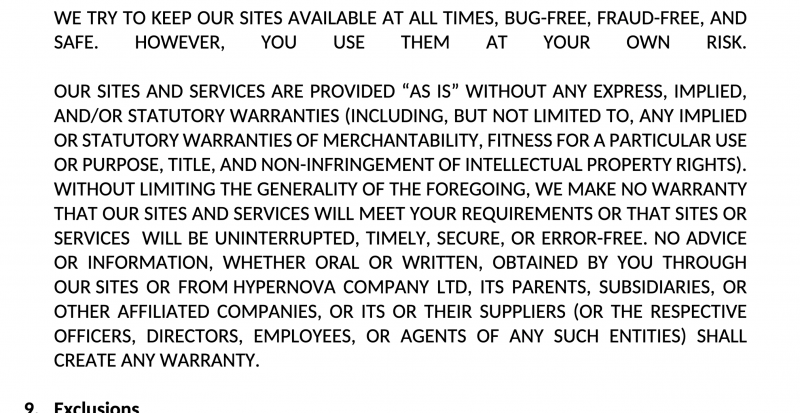 WE TRY TO KEEP OUR SITES AVAILABLE AT ALL TIMES, BUG-FREE, FRAUD-FREE, AND
SAFE. HOWEVER, YOU USE THEM AT YOUR OWN RISK.
OUR SITES AND SERVICES ARE PROVIDED “AS IS” WITHOUT ANY EXPRESS, IMPLIED,
AND/OR STATUTORY WARRANTIES (INCLUDING, BUT NOT LIMITED TO, ANY IMPLIED
OR STATUTORY WARRANTIES OF MERCHANTABILITY, FITNESS FOR A PARTICULAR USE
OR PURPOSE, TITLE, AND NON-INFRINGEMENT OF INTELLECTUAL PROPERTY RIGHTS).
WITHOUT LIMITING THE GENERALITY OF THE FOREGOING, WE MAKE NO WARRANTY
THAT OUR SITES AND SERVICES WILL MEET YOUR REQUIREMENTS OR THAT SITES OR
SERVICES  WILL BE UNINTERRUPTED, TIMELY, SECURE, OR ERROR-FREE. NO ADVICE
OR INFORMATION, WHETHER ORAL OR WRITTEN, OBTAINED BY YOU THROUGH
OUR SITES OR FROM HYPERNOVA COMPANY LTD, ITS PARENTS, SUBSIDIARIES, OR
OTHER AFFILIATED COMPANIES, OR ITS OR THEIR SUPPLIERS (OR THE RESPECTIVE
OFFICERS, DIRECTORS, EMPLOYEES, OR AGENTS OF ANY SUCH ENTITIES) SHALL
CREATE ANY WARRANTY.
9. Exclusions